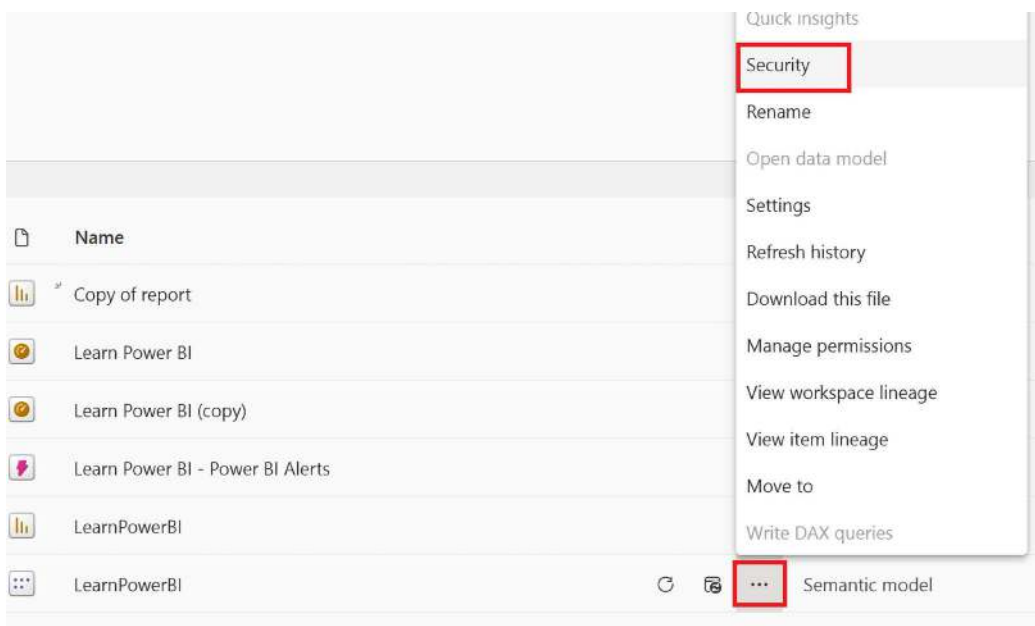 Quick insights
Security
Rename
Open data model
Settings
Refresh history
Download this file
Manage permissions
View workspace lineage
View item lineage
Move to
Write DAX queries
Name
Copy of report
Learn Power BI
Learn Power BI (copy)
Learn Power BI - Power BI Alerts
LearnPowerBI
LearnPowerBI
Semantic model